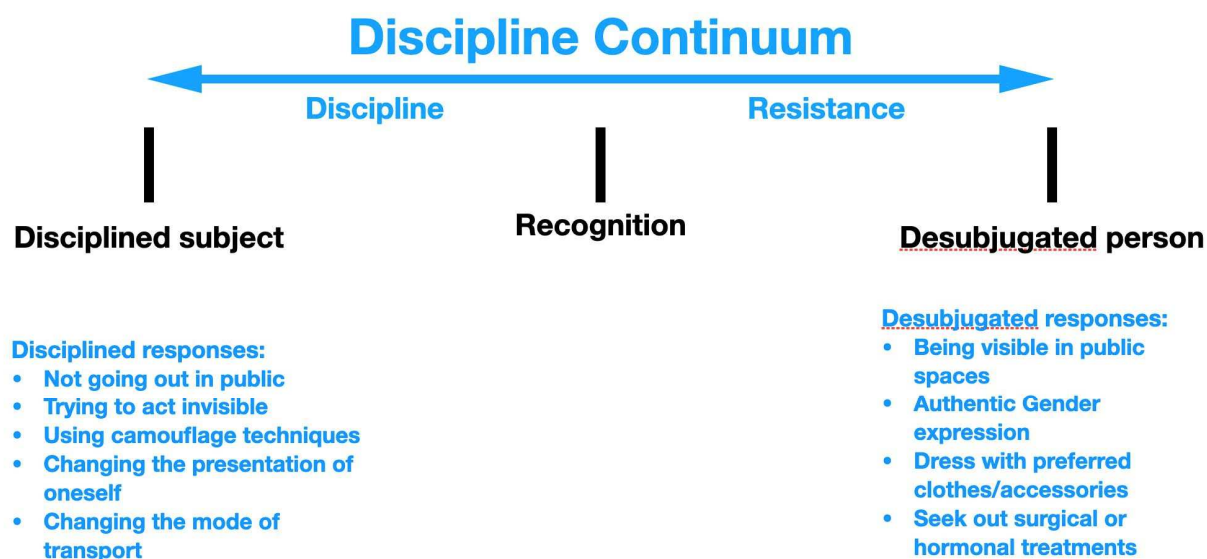 Discipline Continuum
Discipline
Resistance
Disciplined subject
Recognition
Desubjugated person
Disciplined responses:
• Not going out in public
• Trying to act invisible
• Using camouflage techniques
• Changing the presentation of
oneself
• Changing the mode of
transport
Desubjugated responses:
• Being visible in public
spaces
• Authentic Gender
expression
• Dress with preferred
clothes/accessories
• Seek out surgical or
hormonal treatments